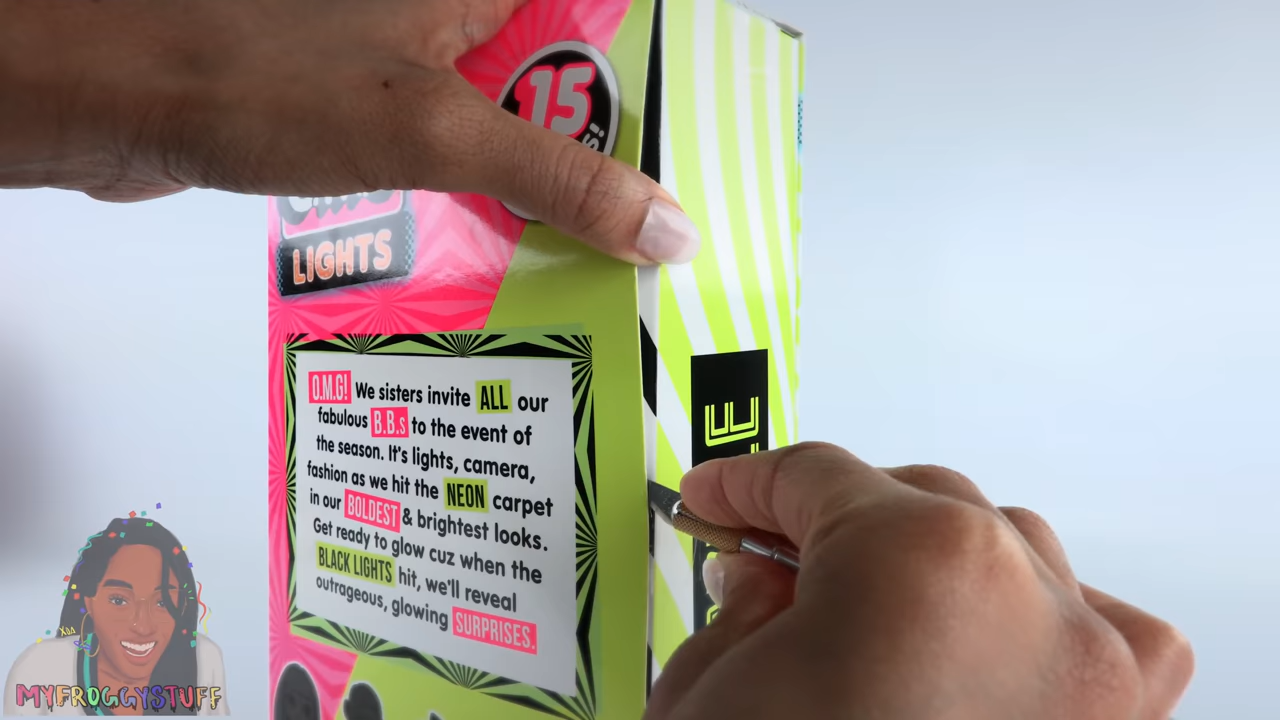 15
LIGHTS
O.M.G! We sisters invite ALL our
fabulous B.B.s to the event of
the season. It's lights, camera,
fashion as we hit the NEON carpet
in our BOLDEST & brightest looks.
Get ready to glow cuz when the
BLACK LIGHTS hit, we'll reveal
outrageous, glowing SURPRISES.
MYFROGGYSTUFF